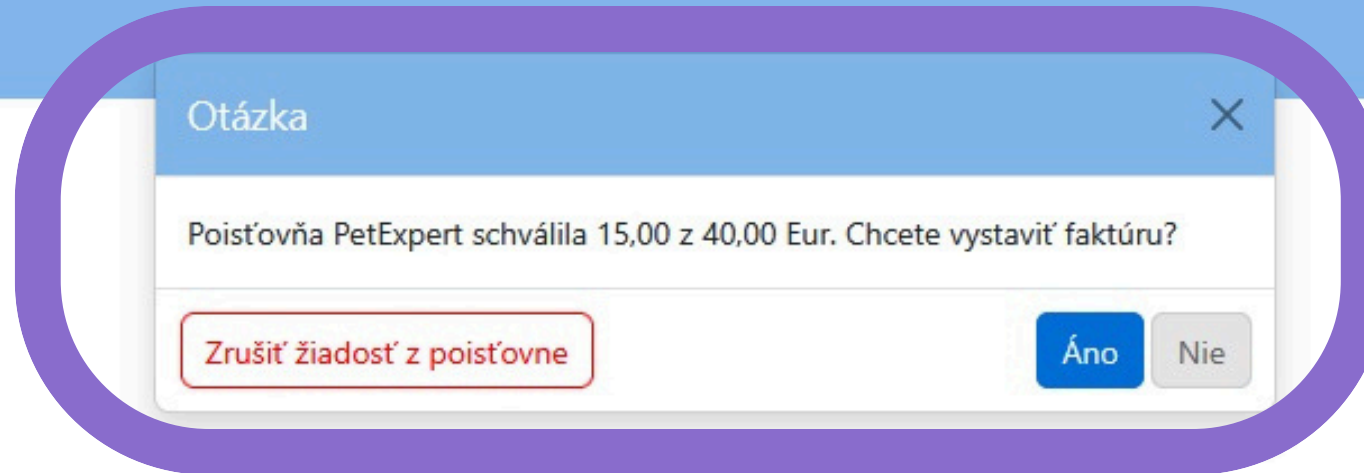 Otázka
Poisťovňa PetExpert schválila 15,00 z 40,00 Eur. Chcete vystaviť faktúru?
Zrušiť žiadosť z poisťovne
Áno
Nie